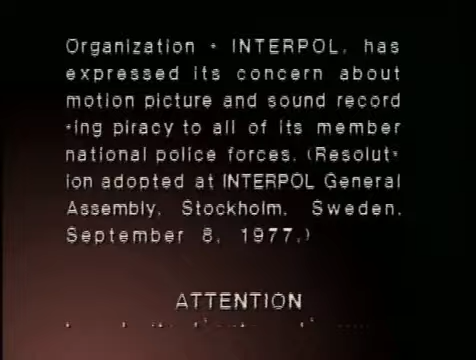 Organization - INTERPOL, has
expressed its concern about
motion picture and sound record
-ing piracy to all of its member
national police forces. (Resolut-
ion adopted at INTERPOL General
Assembly, Stockholm, Sweden,
September 8, 1977.)
ATTENTION